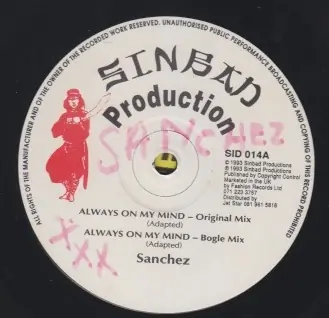 ALL RIGHTS OF THE MANUFACTURER AND OF THE OWNER OF THE RECORDED WORK RESERVED. UNAUTHORISED PUBLIC PERFORMANCE BROADCASTING AND COPYING OF THIS RECORD PROHIBITED
SINBAD
Production
SANCHEZ
SID 014A
℗ 1993 Sinbad Productions
© 1993 Sinbad Productions
Published by Copyright Control
Marketed in the UK
by Fashion Records Ltd
071 223 3757
Distributed by
Jet Star 081 961 5818
ALWAYS ON MY MIND – Original Mix
(Adapted)
ALWAYS ON MY MIND – Bogle Mix
(Adapted)
Sanchez
XXX